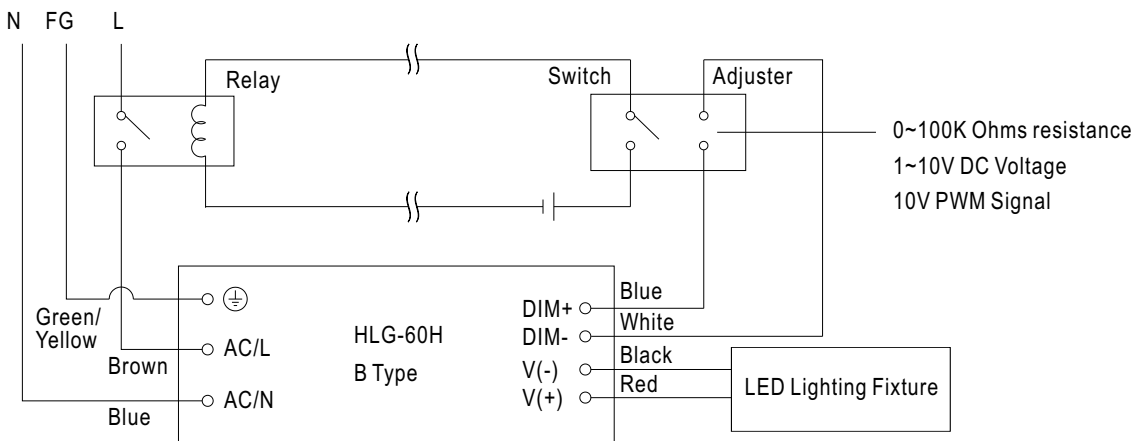 N FG L
Relay
Switch
Adjuster
0~100K Ohms resistance
1~10V DC Voltage
10V PWM Signal
Green/
Yellow
Brown
Blue
AC/L
AC/N
HLG-60H
B Type
DIM+
DIM-
V(-)
V(+)
Blue
White
Black
Red
LED Lighting Fixture